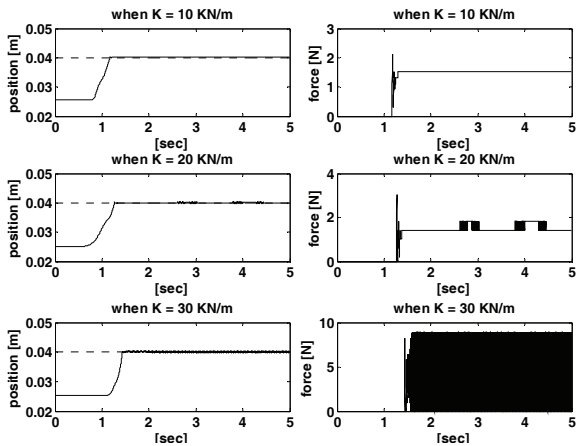 when K = 10 KN/m
0.05
0.04
0.03
0.02
position [m]
0 1 2 3 4 5
[sec]
when K = 10 KN/m
3
2
1
0
force [N]
0 1 2 3 4 5
[sec]
when K = 20 KN/m
0.05
0.04
0.03
0.02
position [m]
0 1 2 3 4 5
[sec]
when K = 20 KN/m
4
2
0
force [N]
0 1 2 3 4 5
[sec]
when K = 30 KN/m
0.05
0.04
0.03
0.02
position [m]
0 1 2 3 4 5
[sec]
when K = 30 KN/m
10
5
0
force [N]
0 1 2 3 4 5
[sec]